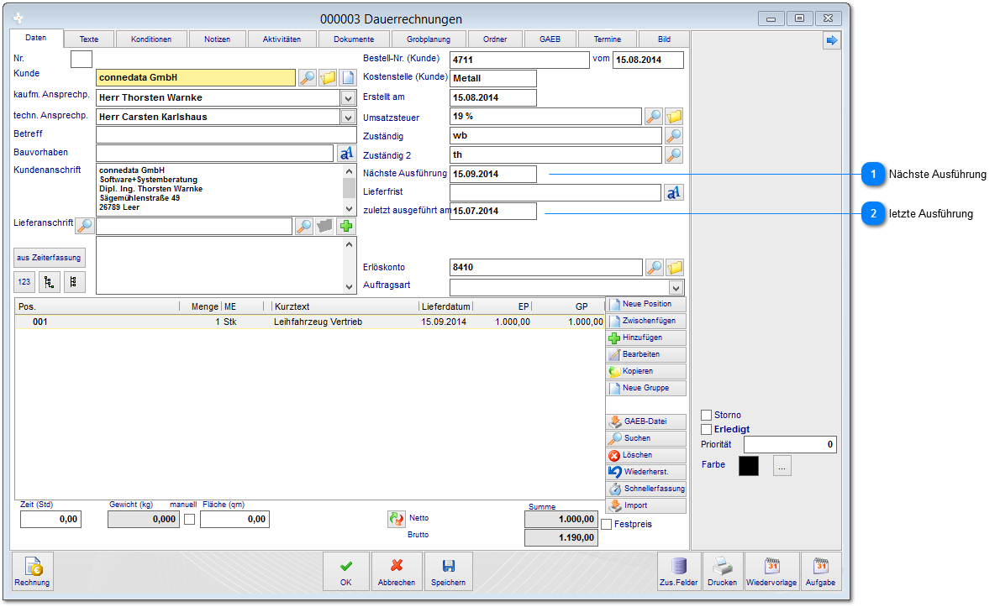 000003 Dauerrechnungen
Daten Texte Konditionen Notizen Aktivitäten Dokumente Grobplanung Ordner GAEB Termine Bild
Nr.
Kunde connedata GmbH
kaufm. Ansprechp. Herr Thorsten Warnke
techn. Ansprechp. Herr Carsten Karlshaus
Betreff
Bauvorhaben aA
Kundenanschrift connedata GmbH
Software+Systemberatung
Dipl. Ing. Thorsten Warnke
Sägemühlenstraße 49
26789 Leer
Lieferanschrift
aus Zeiterfassung
123
Bestell-Nr. (Kunde) 4711 vom 15.08.2014
Kostenstelle (Kunde) Metall
Erstellt am 15.08.2014
Umsatzsteuer 19 %
Zuständig wb
Zuständig 2 th
Nächste Ausführung 15.09.2014
Lieferfrist aA
zuletzt ausgeführt am 15.07.2014
Erlöskonto 8410
Auftragsart
1 Nächste Ausführung
2 letzte Ausführung
Pos. Menge ME Kurztext Lieferdatum EP GP
001 1 Stk Leihfahrzeug Vertrieb 15.09.2014 1.000,00 1.000,00
Neue Position
Zwischenfügen
Hinzufügen
Bearbeiten
Kopieren
Neue Gruppe
GAEB-Datei
Suchen
Löschen
Wiederherst.
Schnellerfassung
Import
Storno
Erledigt
Priorität 0
Farbe ...
Zeit (Std) Gewicht (kg) manuell Fläche (qm) Summe
0,00 0,000 0,00 Netto 1.000,00 Festpreis
Brutto 1.190,00
Rechnung OK Abbrechen Speichern Zus.Felder Drucken 31 Wiedervorlage 31 Aufgabe